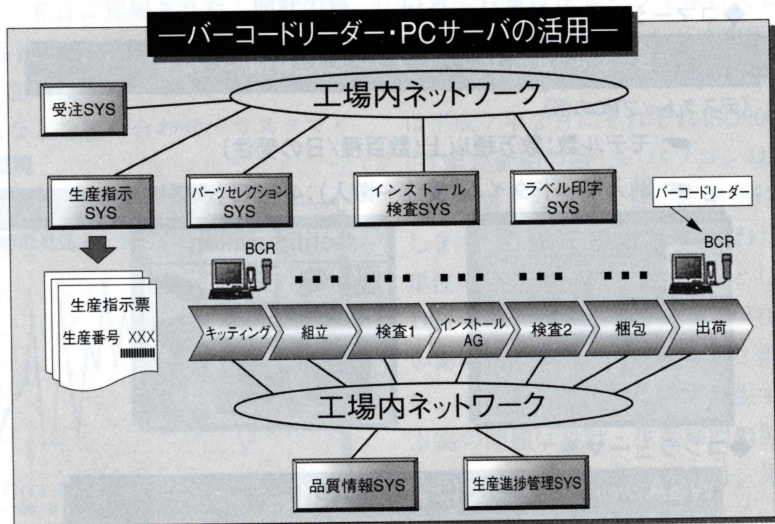 ―バーコードリーダー・PCサーバの活用―
工場内ネットワーク
受注SYS
生産指示
SYS
パーツセレクション
SYS
インストール
検査SYS
ラベル印字
SYS
バーコードリーダー
BCR
BCR
生産指示票
生産番号 XXX
キッティング
組立
検査1
インストール
AG
検査2
梱包
出荷
工場内ネットワーク
品質情報SYS
生産進捗管理SYS